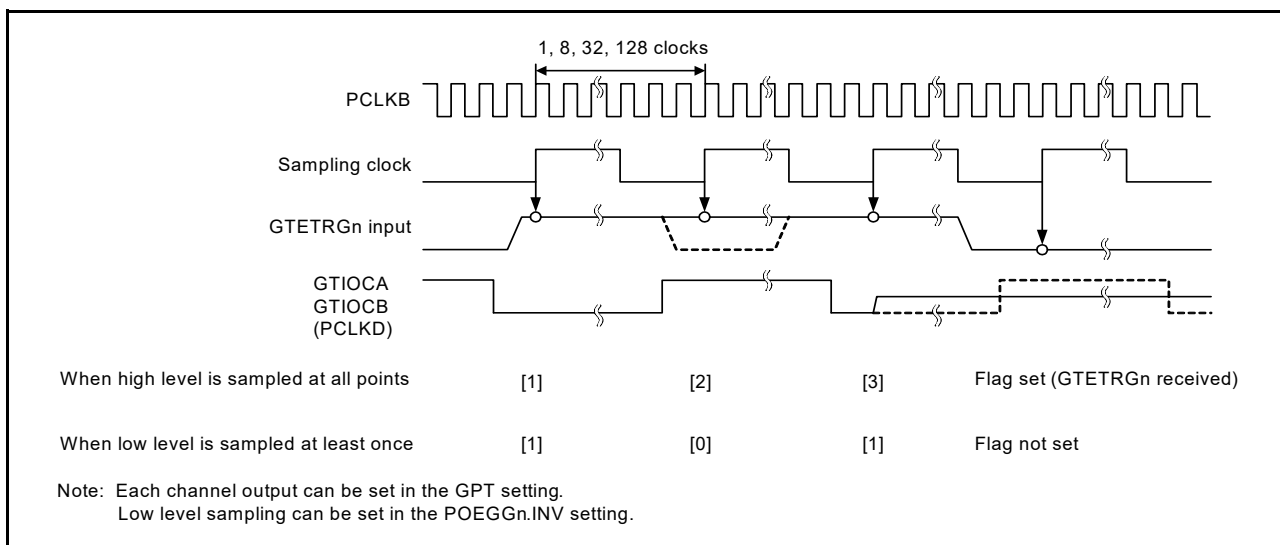 1, 8, 32, 128 clocks
PCLKB
Sampling clock
GTETRGn input
GTIOCA
GTIOCB
(PCLKD)
When high level is sampled at all points [1] [2] [3] Flag set (GTETRGn received)
When low level is sampled at least once [1] [0] [1] Flag not set
Note: Each channel output can be set in the GPT setting.
Low level sampling can be set in the POEGGn.INV setting.